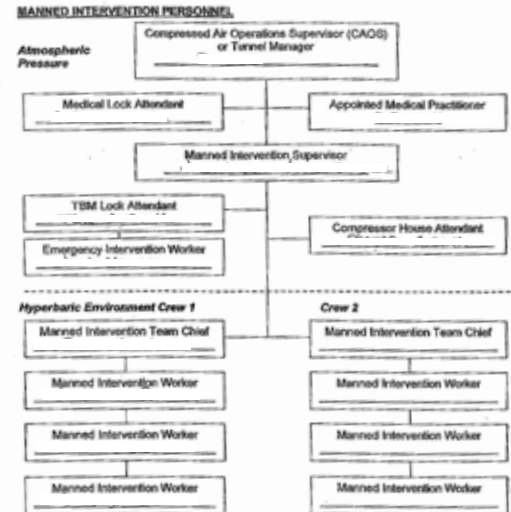 MANNED INTERVENTION PERSONNEL
Compressed Air Operations Supervisor (CAOS)
or Tunnel Manager
Atmospheric
Pressure
Medical Lock Attendant
Appointed Medical Practitioner
Manned Intervention Supervisor
TBM Lock Attendant
Compressor House Attendant
Emergency Intervention Worker
Hyperbaric Environment Crew 1
Crew 2
Manned Intervention Team Chief
Manned Intervention Team Chief
Manned Intervention Worker
Manned Intervention Worker
Manned Intervention Worker
Manned Intervention Worker
Manned Intervention Worker
Manned Intervention Worker